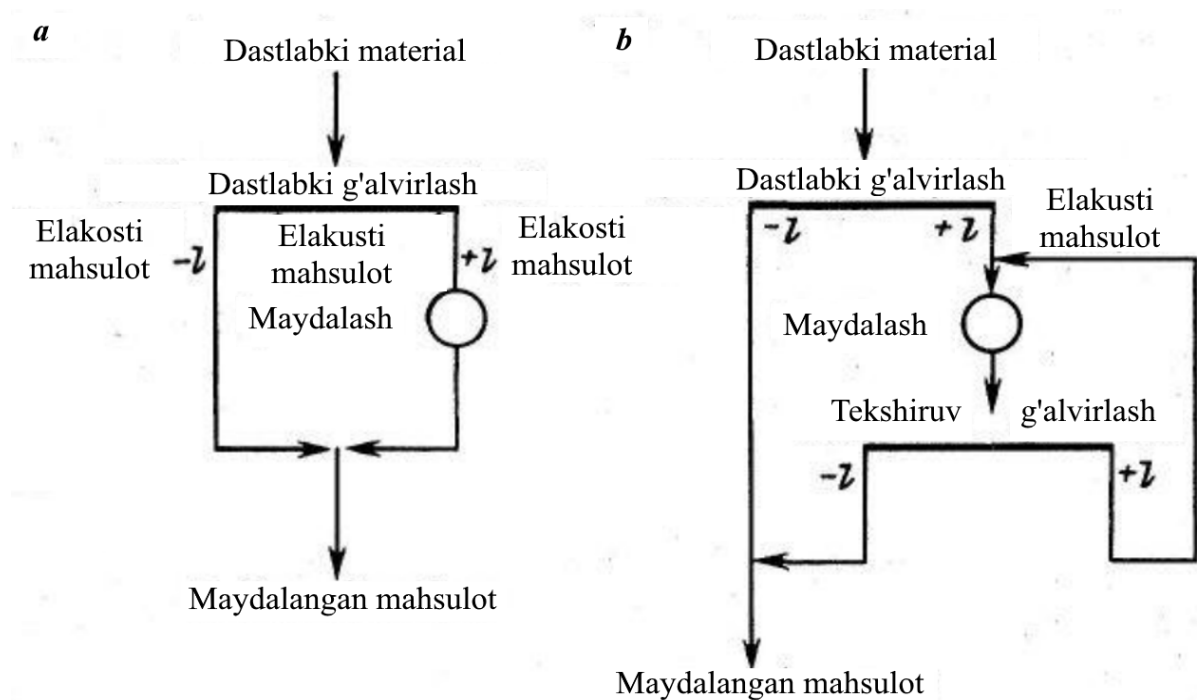 a
Dastlabki material
Dastlabki g'alvirlash
Elakosti
mahsulot
-l
Elakusti
mahsulot
+l
Elakosti
mahsulot
Maydalash
Maydalangan mahsulot
b
Dastlabki material
Dastlabki g'alvirlash
-l
+l
Elakusti
mahsulot
Maydalash
Tekshiruv g'alvirlash
-l
+l
Maydalangan mahsulot